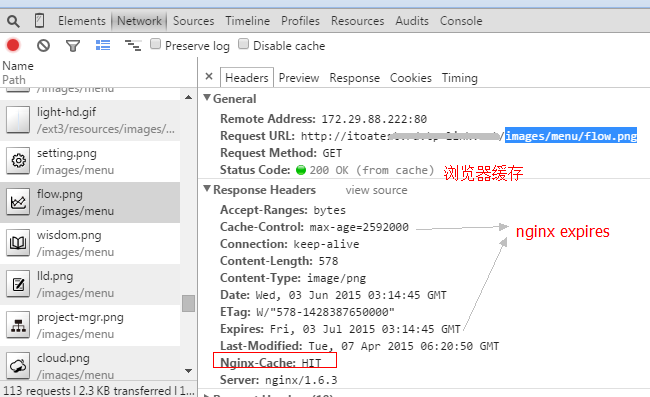 Elements Network Sources Timeline Profiles Resources Audits Console
Preserve log Disable cache
Name
Path
/images/menu
light-hd.gif
/ext3/resources/images/...
setting.png
/images/menu
flow.png
/images/menu
wisdom.png
/images/menu
lld.png
/images/menu
project-mgr.png
/images/menu
cloud.png
/images/menu
113 requests | 2.3 KB transferred | 1...
× Headers Preview Response Cookies Timing
General
Remote Address: 172.29.88.222:80
Request URL: http://itoatest /images/menu/flow.png
Request Method: GET
Status Code: 200 OK (from cache) 浏览器缓存
Response Headers view source
Accept-Ranges: bytes
Cache-Control: max-age=2592000
nginx expires
Connection: keep-alive
Content-Length: 578
Content-Type: image/png
Date: Wed, 03 Jun 2015 03:14:45 GMT
ETag: W/"578-1428387650000"
Expires: Fri, 03 Jul 2015 03:14:45 GMT
Last-Modified: Tue, 07 Apr 2015 06:20:50 GMT
Nginx-Cache: HIT
Server: nginx/1.6.3